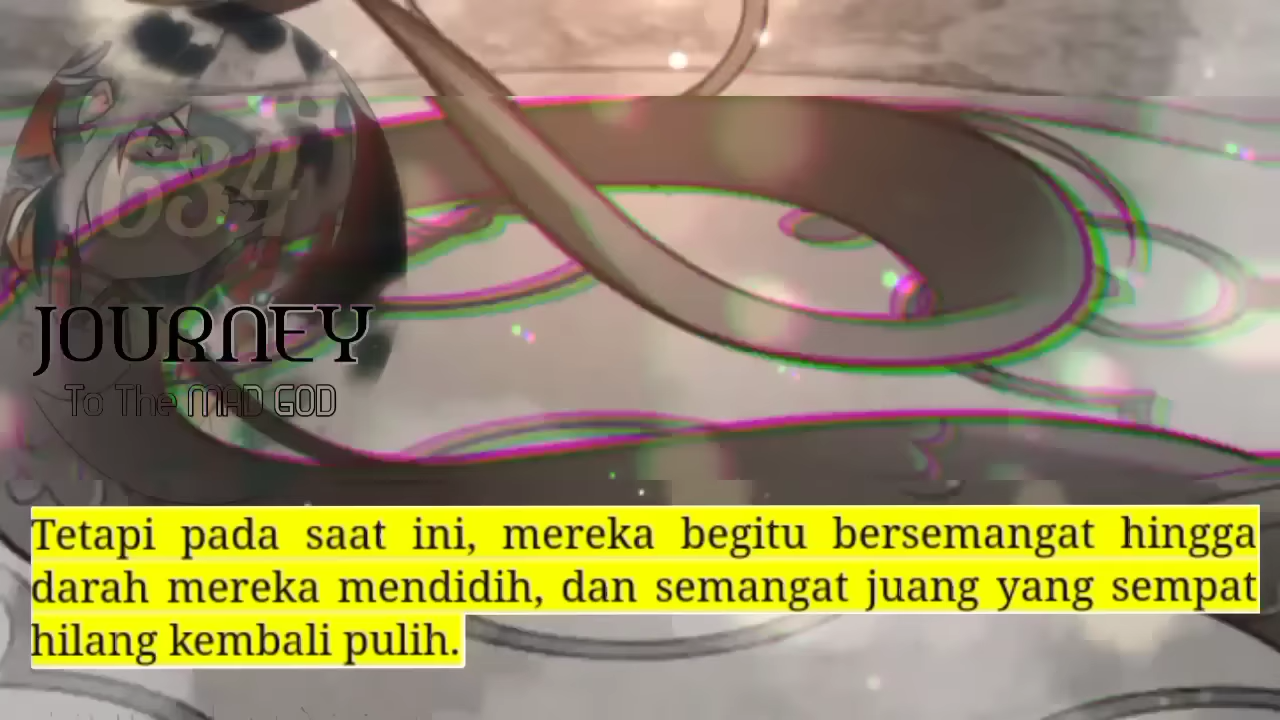 634
JOURNEY
To The MAD GOD
Tetapi pada saat ini, mereka begitu bersemangat hingga
darah mereka mendidih, dan semangat juang yang sempat
hilang kembali pulih.